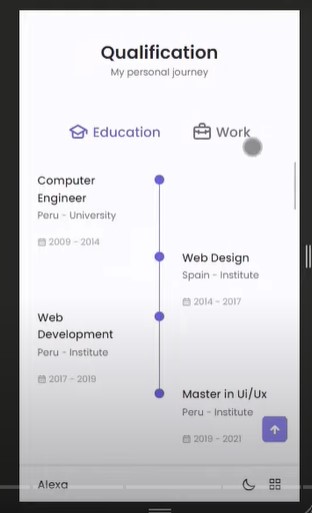 Qualification
My personal journey
Education
Work
Computer
Engineer
Peru - University
2009 - 2014
Web Design
Spain - Institute
2014 - 2017
Web
Development
Peru - Institute
2017 - 2019
Master in Ui/Ux
Peru - Institute
2019 - 2021
Alexa